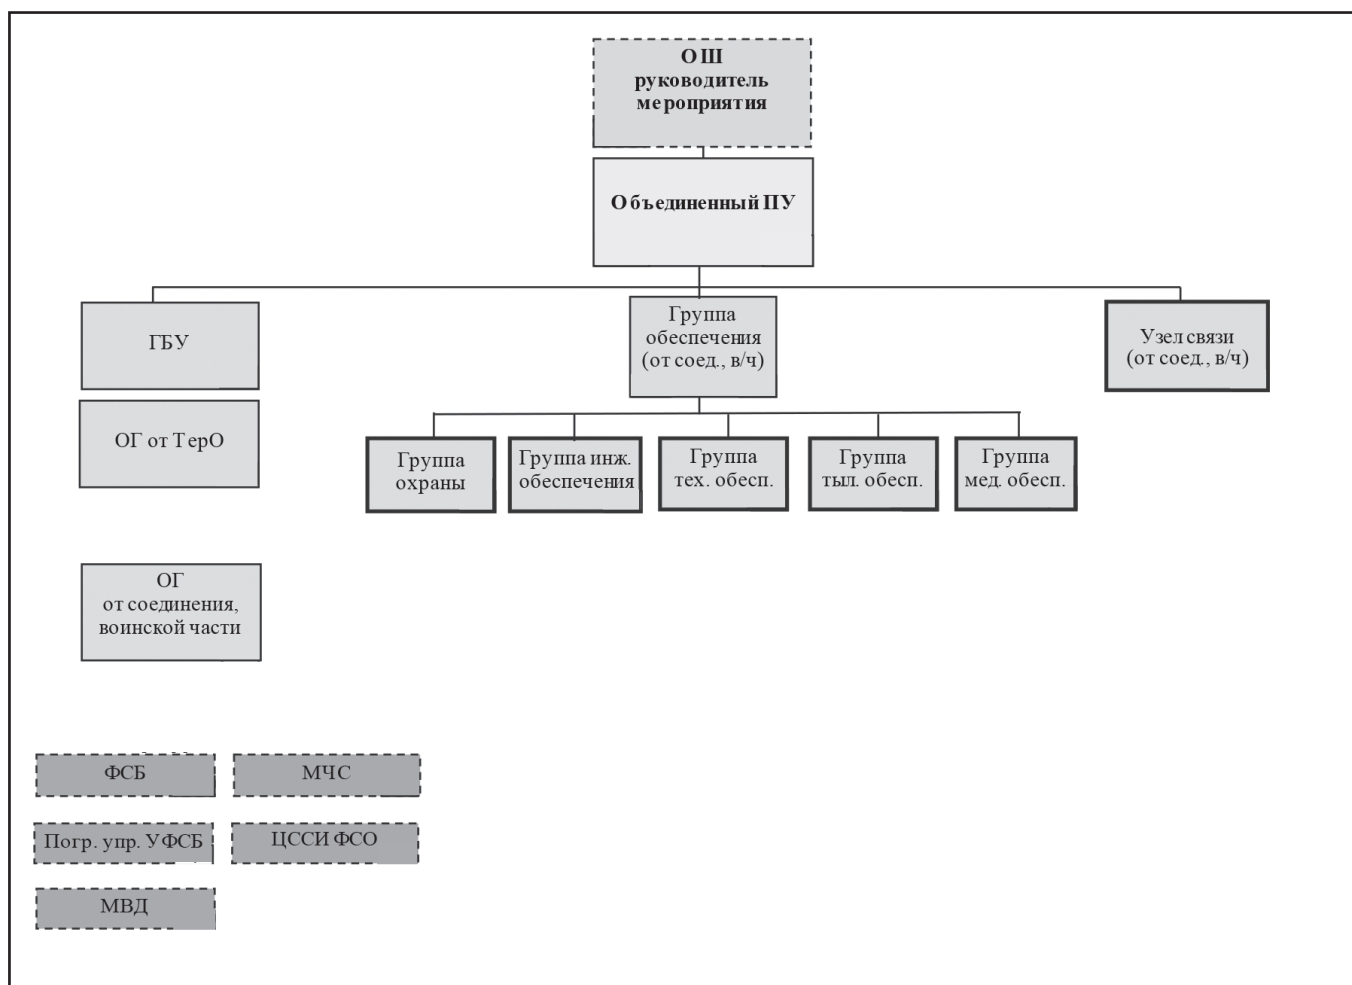 ОШ
руководитель
мероприятия
Объединенный ПУ
ГБУ
Группа
обеспечения
(от соед., в/ч)
Узел связи
(от соед., в/ч)
ОГ от ТерО
Группа
охраны
Группа инж.
обеспечения
Группа
тех. обесп.
Группа
тыл. обесп.
Группа
мед. обесп.
ОГ
от соединения,
воинской части
ФСБ
МЧС
Погр. упр. УФСБ
ЦССИ ФСО
МВД